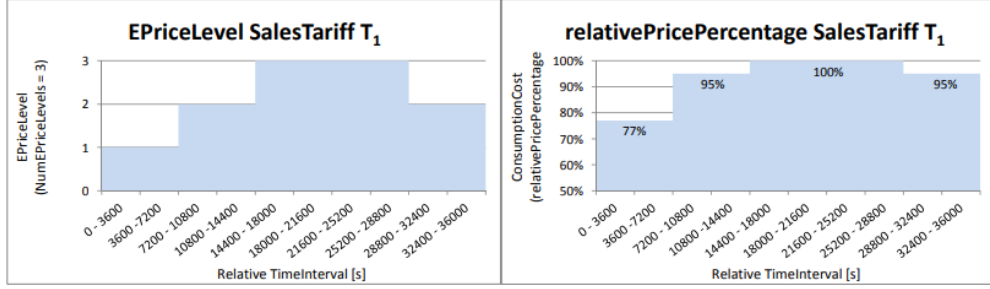 EPriceLevel SalesTariff T1
EPriceLevel
(NumEPriceLevels = 3)
3
2
1
0
0 - 3600
3600 -7200
7200 - 10800
10800 -14400
14400 - 18000
18000 - 21600
21600 - 25200
25200 - 28800
28800 - 32400
32400 - 36000
Relative TimeInterval [s]
relativePricePercentage SalesTariff T1
ConsumptionCost
(relativePricePercentage
100%
90%
80%
70%
60%
50%
77%
95%
100%
95%
0 - 3600
3600 -7200
7200 - 10800
10800 -14400
14400 - 18000
18000 - 21600
21600 - 25200
25200 - 28800
28800 - 32400
32400 - 36000
Relative TimeInterval [s]